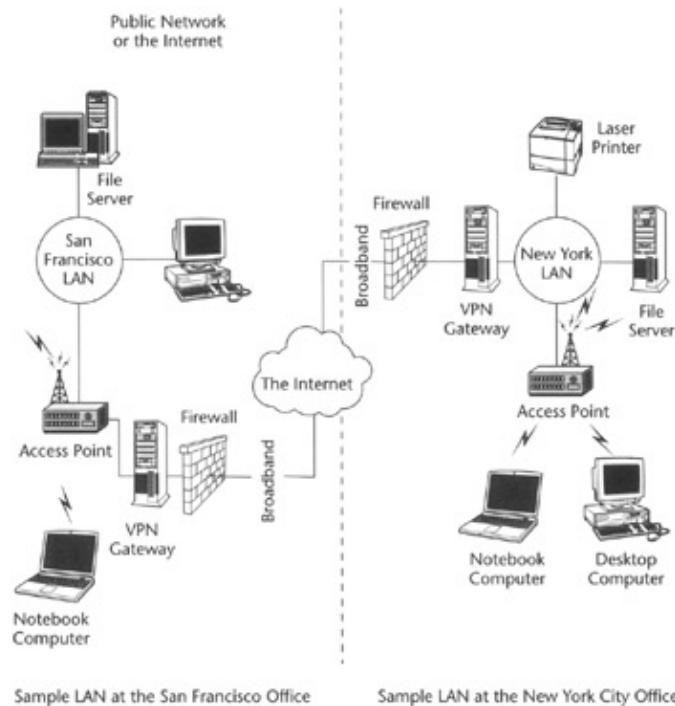 Public Network
or the Internet
File
Server
San
Francisco
LAN
Access Point
VPN
Gateway
Firewall
Broadband
Notebook
Computer
The Internet
Broadband
Firewall
VPN
Gateway
Laser
Printer
New York
LAN
File
Server
Access Point
Notebook
Computer
Desktop
Computer
Sample LAN at the San Francisco Office
Sample LAN at the New York City Office